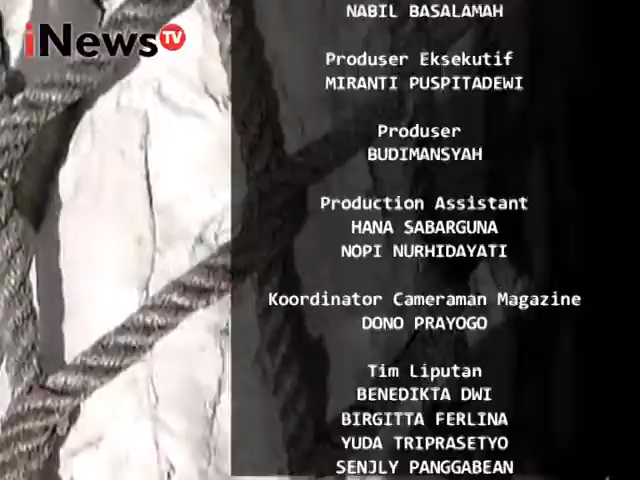 iNews TV
NABIL BASALAMAH
Produser Eksekutif
MIRANTI PUSPITADEWI
Produser
BUDIMANSYAH
Production Assistant
HANA SABARGUNA
NOPI NURHIDAYATI
Koordinator Cameraman Magazine
DONO PRAYOGO
Tim Liputan
BENEDIKTA DWI
BIRGITTA FERLINA
YUDA TRIPRASETYO
SENJLY PANGGABEAN